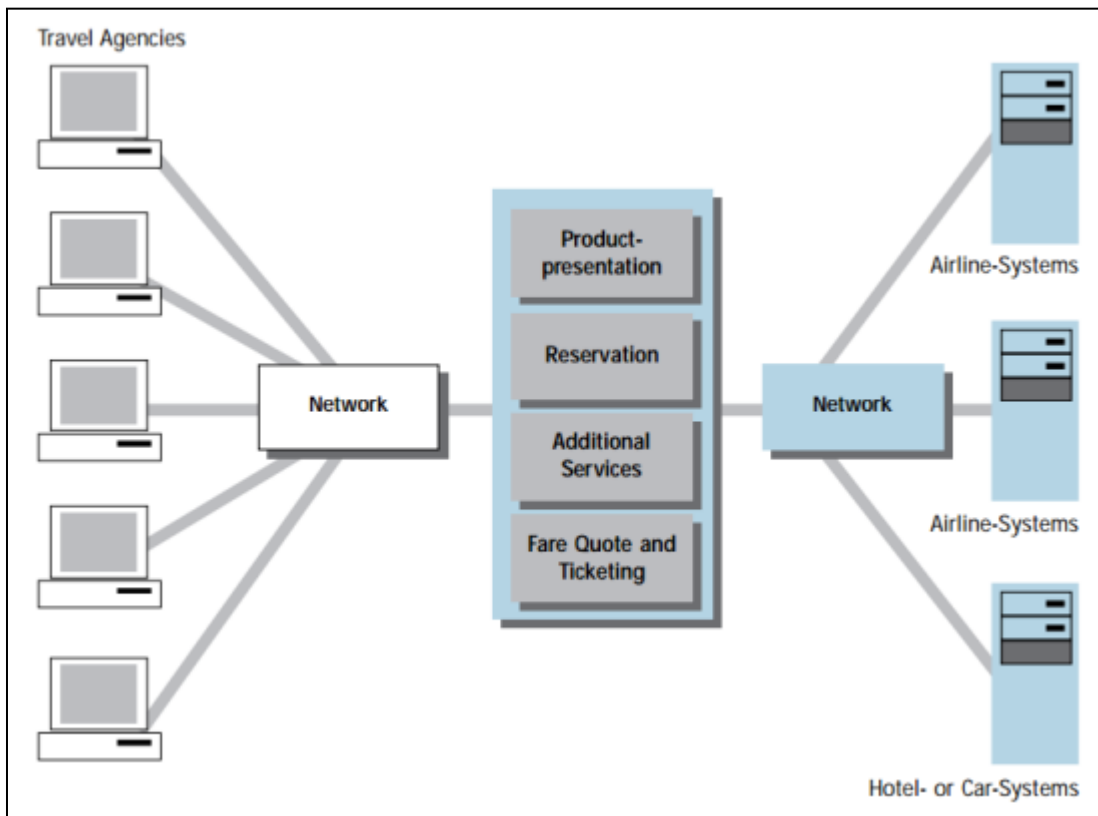 Travel Agencies
Product-
presentation
Reservation
Additional
Services
Fare Quote and
Ticketing
Network
Network
Airline-Systems
Airline-Systems
Hotel- or Car-Systems